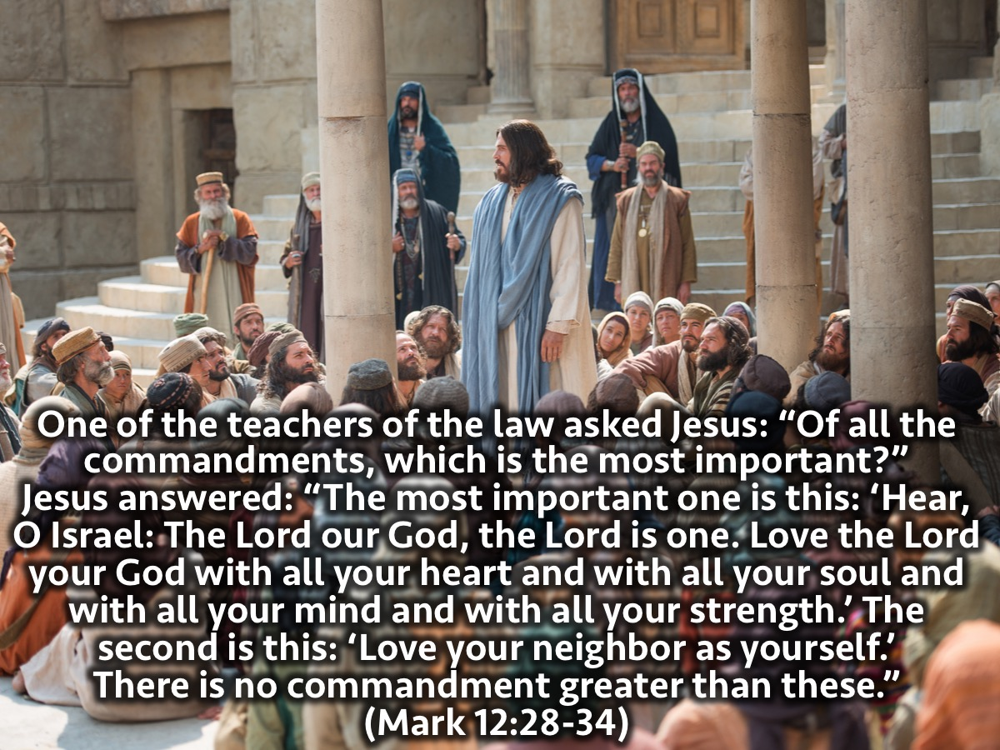 One of the teachers of the law asked Jesus: “Of all the
commandments, which is the most important?”
Jesus answered: “The most important one is this: ‘Hear,
O Israel: The Lord our God, the Lord is one. Love the Lord
your God with all your heart and with all your soul and
with all your mind and with all your strength.’ The
second is this: ‘Love your neighbor as yourself.’
There is no commandment greater than these.”
(Mark 12:28-34)